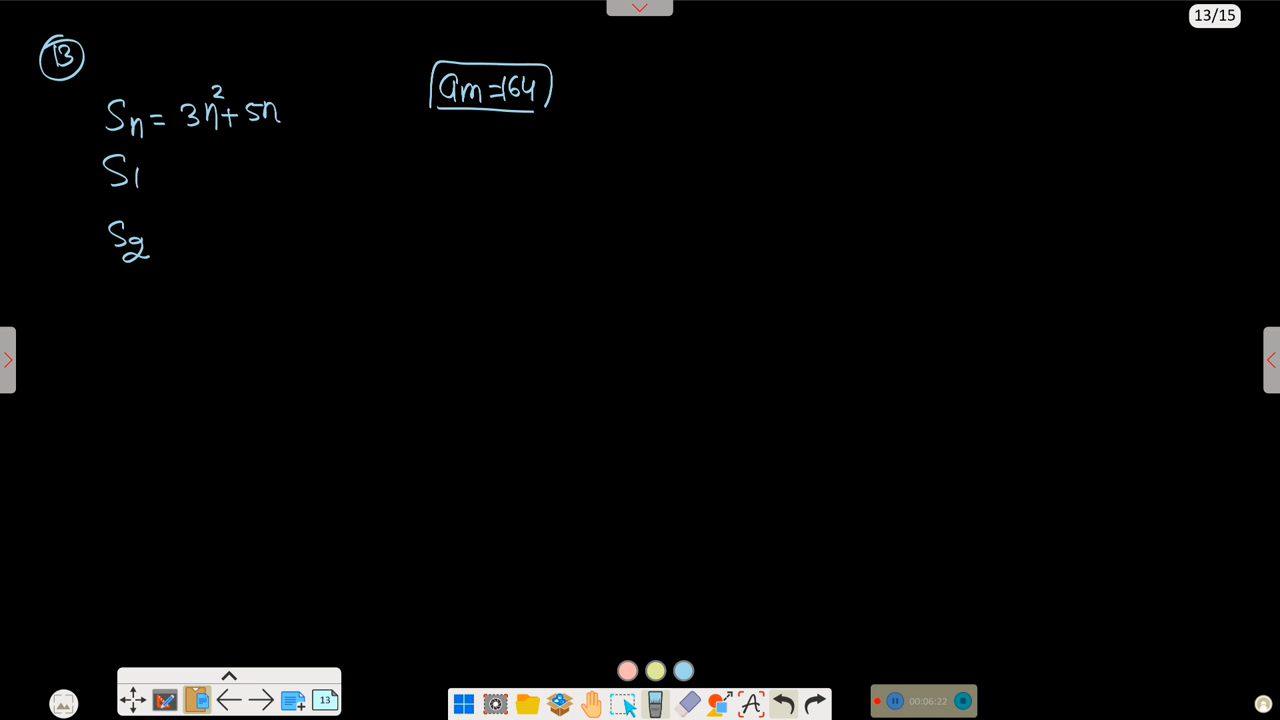 13/15
13
Sn = 3n² + 5n
am = 164
S1
S2
13
00:06:22